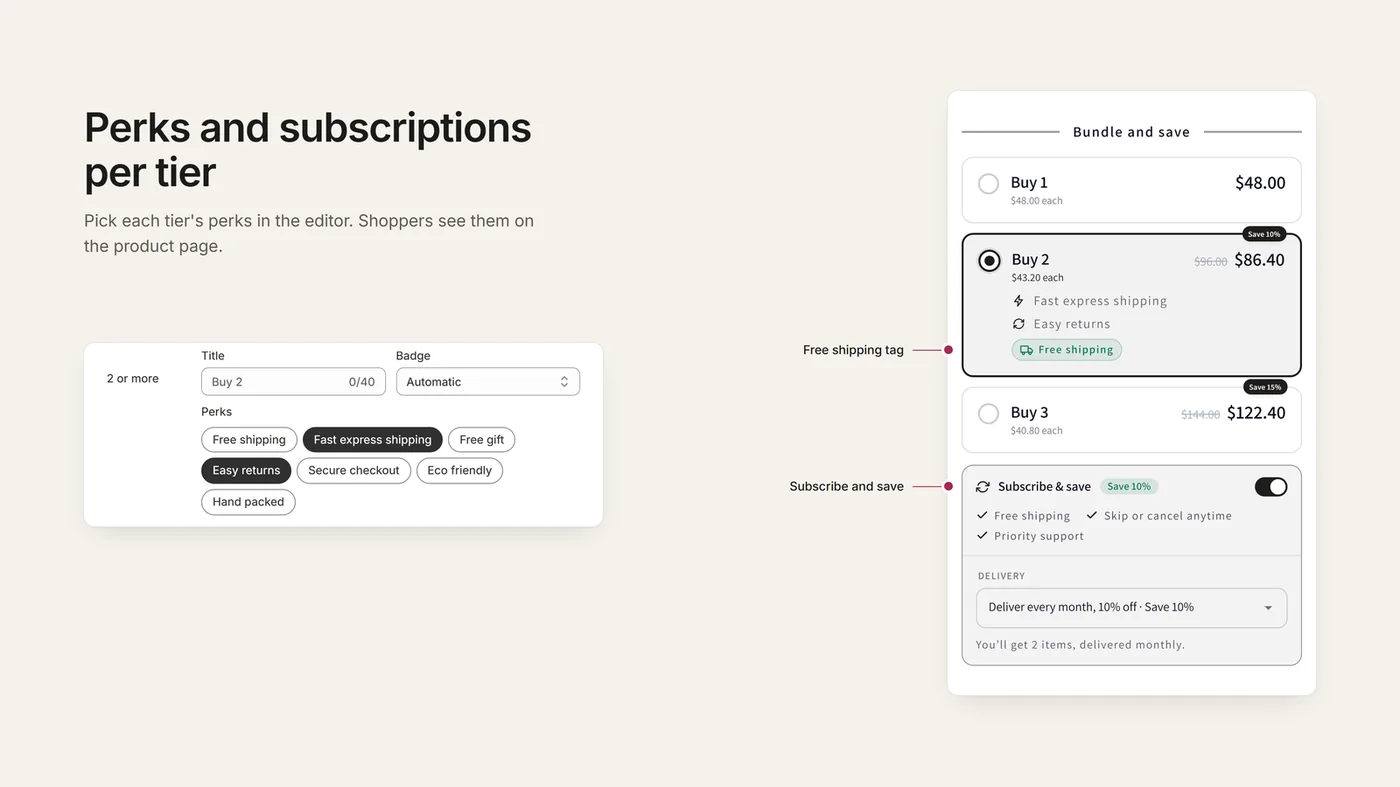 Perks and subscriptions
per tier
Pick each tier's perks in the editor. Shoppers see them on
the product page.
2 or more
Title
Badge
Buy 2
0/40
Automatic
Perks
Free shipping
Fast express shipping
Free gift
Easy returns
Secure checkout
Eco friendly
Hand packed
Free shipping tag
Subscribe and save
Bundle and save
Buy 1
$48.00
$48.00 each
Save 10%
Buy 2
$96.00 $86.40
$43.20 each
Fast express shipping
Easy returns
Free shipping
Save 15%
Buy 3
$144.00 $122.40
$40.80 each
Subscribe & save
Save 10%
Free shipping
Skip or cancel anytime
Priority support
DELIVERY
Deliver every month, 10% off · Save 10%
You'll get 2 items, delivered monthly.